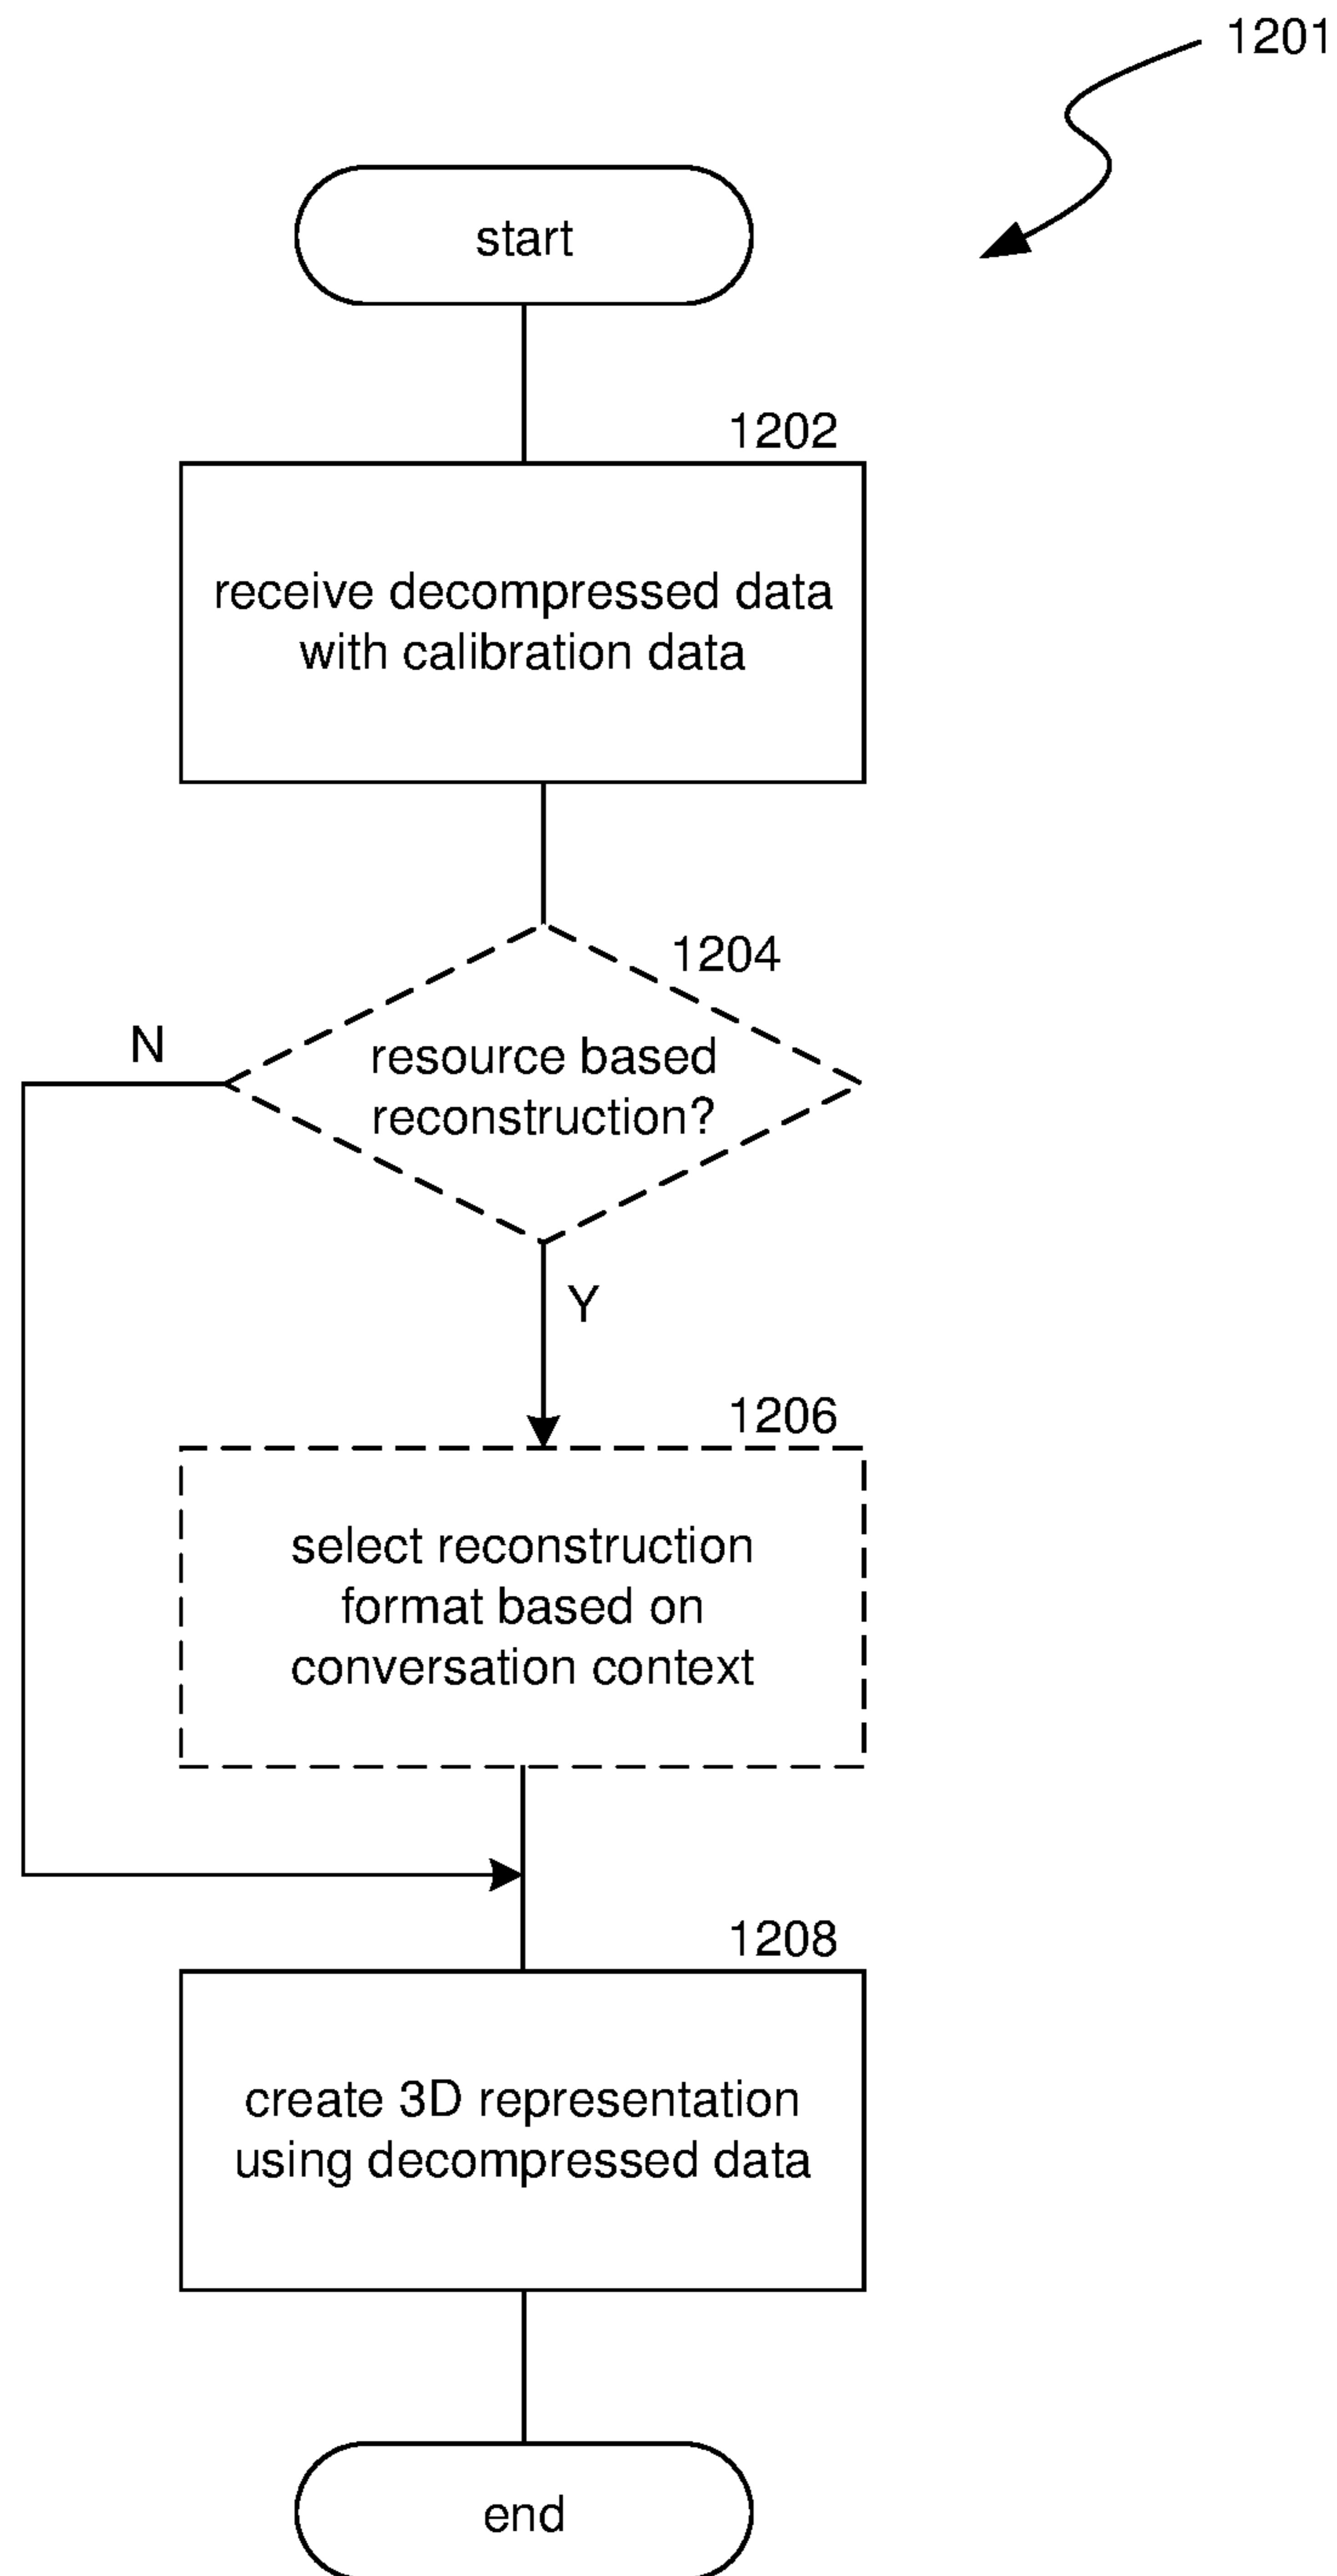 1201
start
1202
receive decompressed data
with calibration data
1204
N
resource based
reconstruction?
Y
1206
select reconstruction
format based on
conversation context
1208
create 3D representation
using decompressed data
end